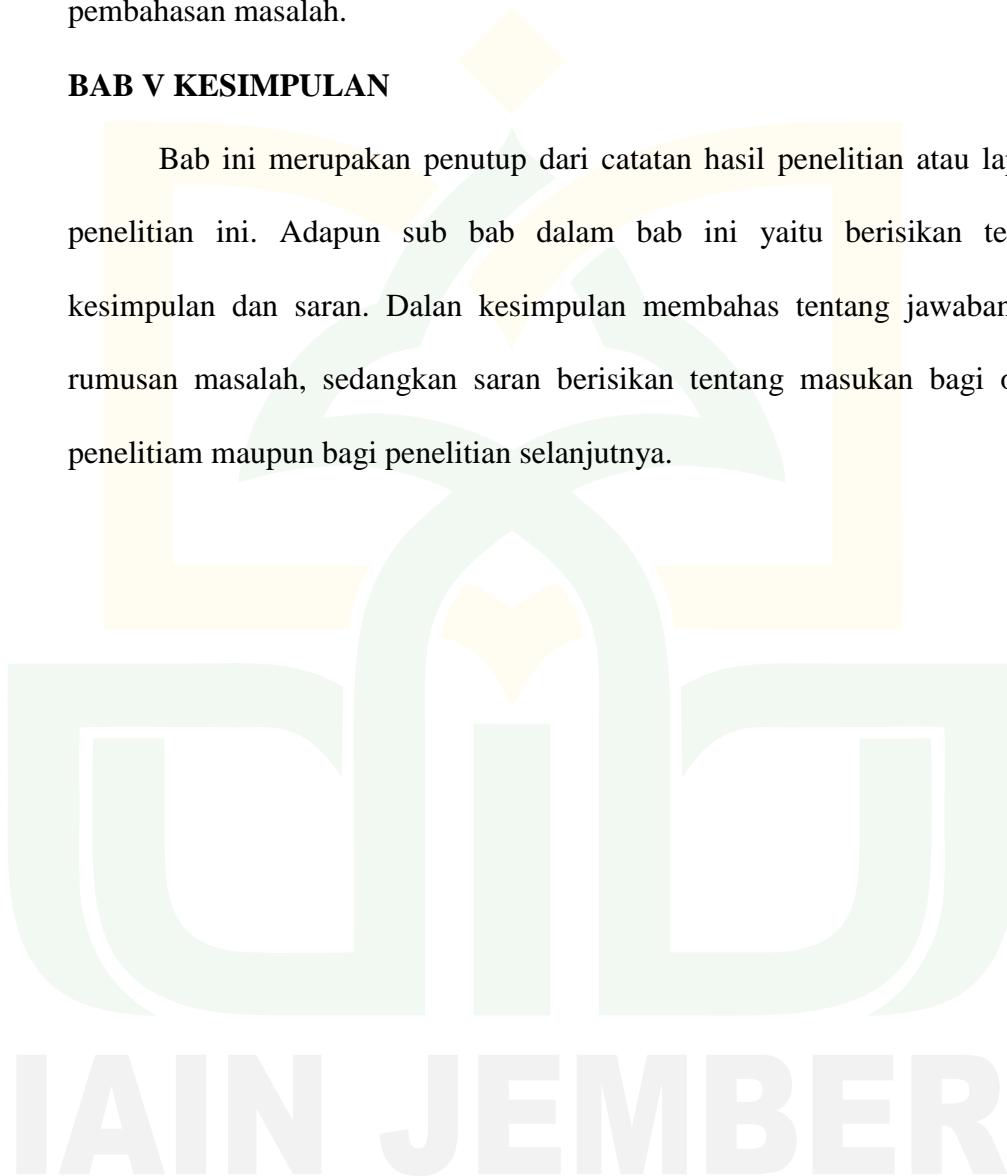 pembahasan masalah.
BAB V KESIMPULAN
Bab ini merupakan penutup dari catatan hasil penelitian atau
penelitian ini. Adapun sub bab dalam bab ini yaitu berisikan
kesimpulan dan saran. Dalan kesimpulan membahas tentang jawaban
rumusan masalah, sedangkan saran berisikan tentang masukan bagi
penelitiam maupun bagi penelitian selanjutnya.
IAIN JEMBER